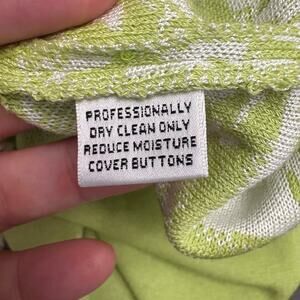 PROFESSIONALLY
DRY CLEAN ONLY
REDUCE MOISTURE
COVER BUTTONS